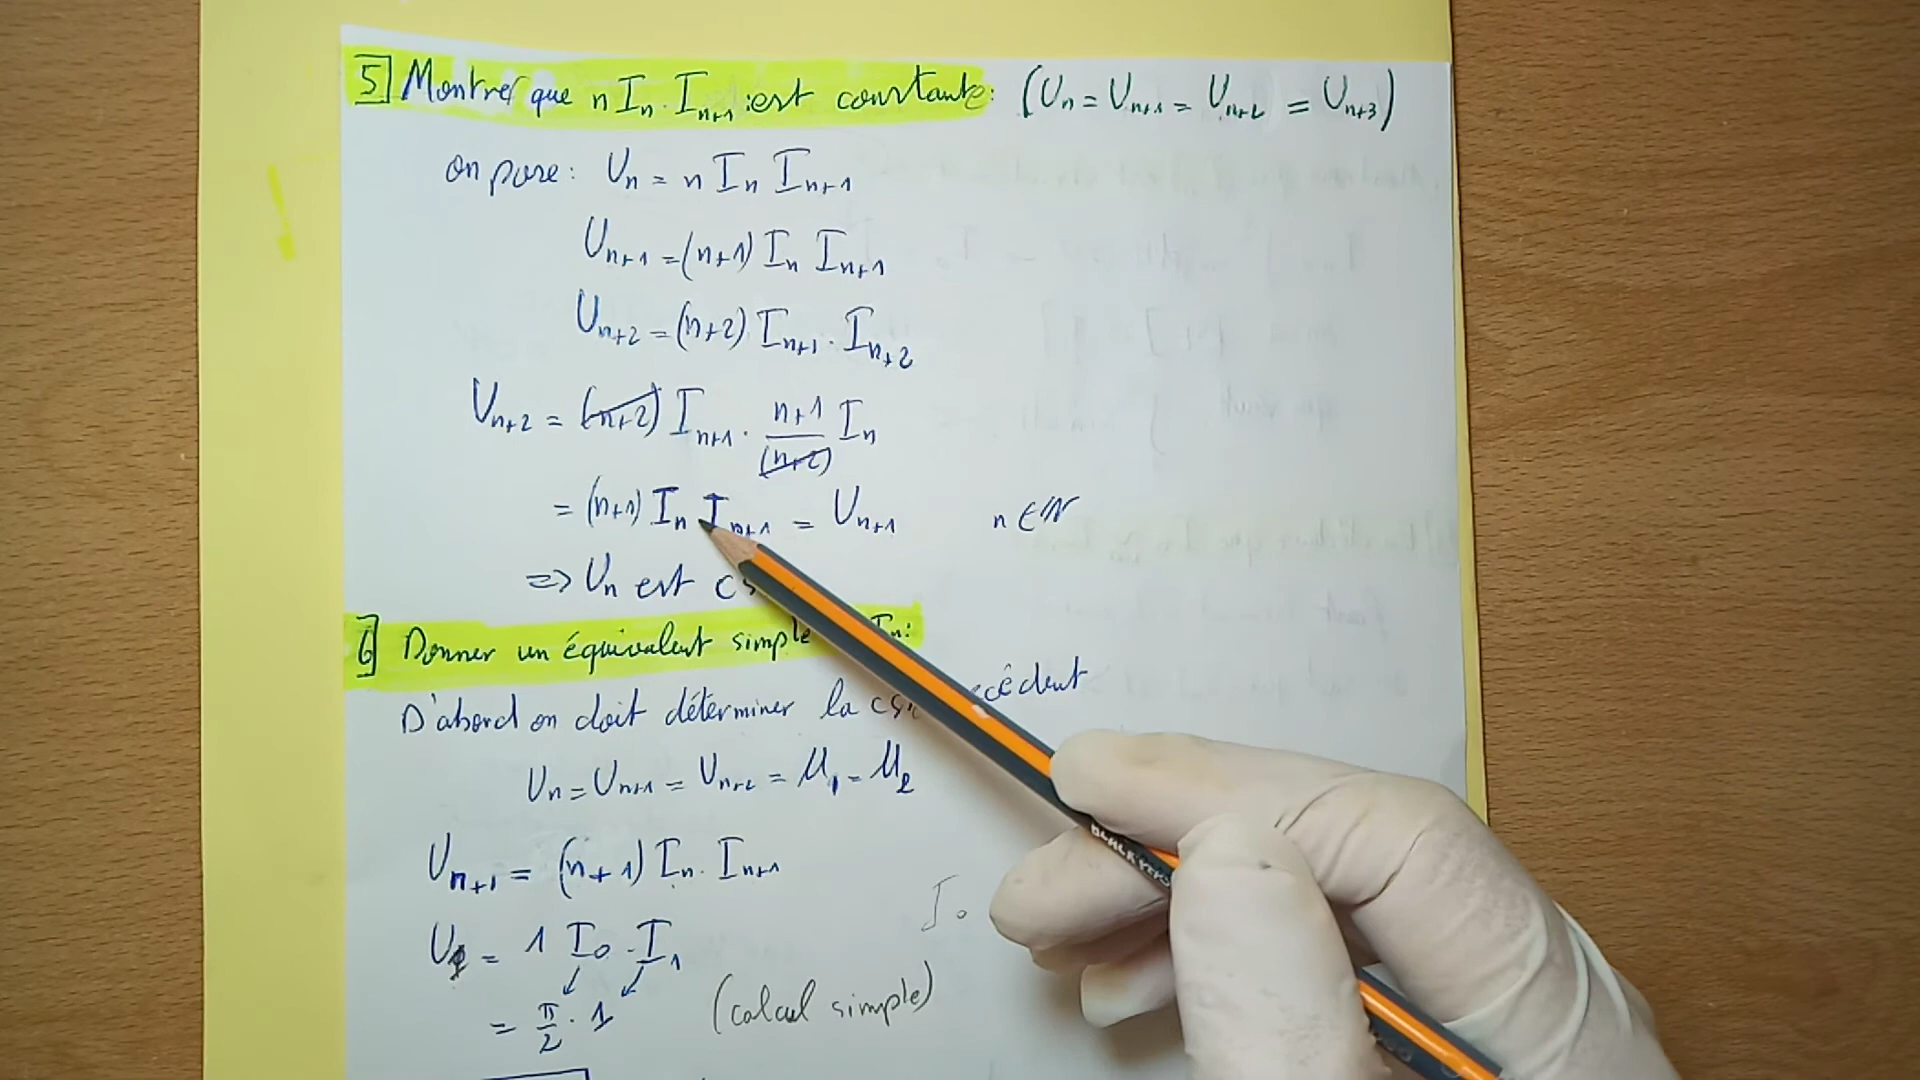 5] Montrer que n Iₙ . Iₙ₊₁ : est constante: (Uₙ = Uₙ₊₁ = Uₙ₊₂ = Uₙ₊₃)
on pose : Uₙ = n Iₙ Iₙ₊₁
Uₙ₊₁ = (n+1) Iₙ Iₙ₊₁
Uₙ₊₂ = (n+2) Iₙ₊₁ . Iₙ₊₂
Uₙ₊₂ = (n+2) Iₙ₊₁ . (n+1)/(n+2) Iₙ
= (n+1) Iₙ Iₙ₊₁ = Uₙ₊₁ n ∈ ℕ
=> Uₙ est
6] Donner un équivalent simple Iₙ:
D'abord on doit déterminer la
Uₙ = Uₙ₊₁ = Uₙ₊₂ = U₁ = U₂
Uₙ₊₁ = (n+1) Iₙ . Iₙ₊₁
U₁ = 1 I₀ . I₁
= π/2 . 1 (calcul simple)